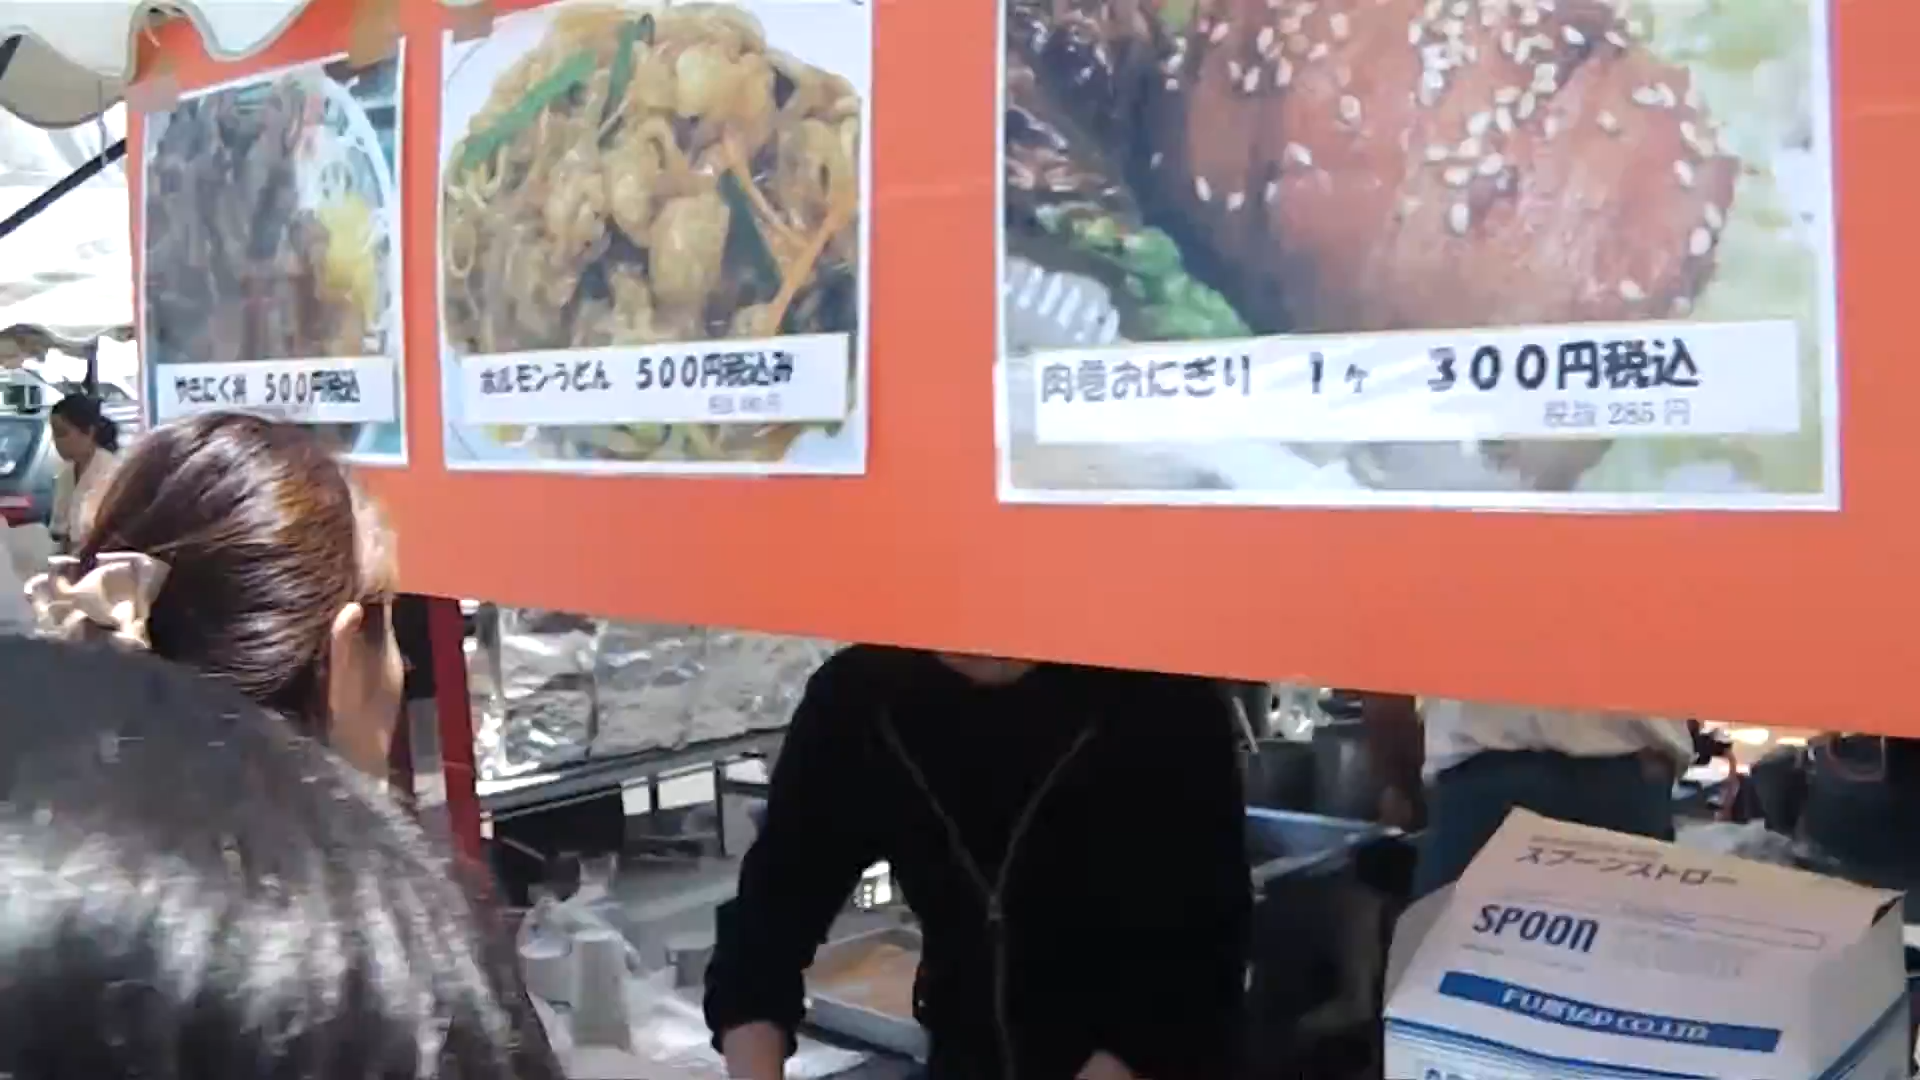 やきにく丼 500円税込
ホルモンうどん 500円税込み
肉巻おにぎり 1ヶ 300円税込
税抜 285円
スプーンストロー
SPOON
FUJINAP CO.LTD